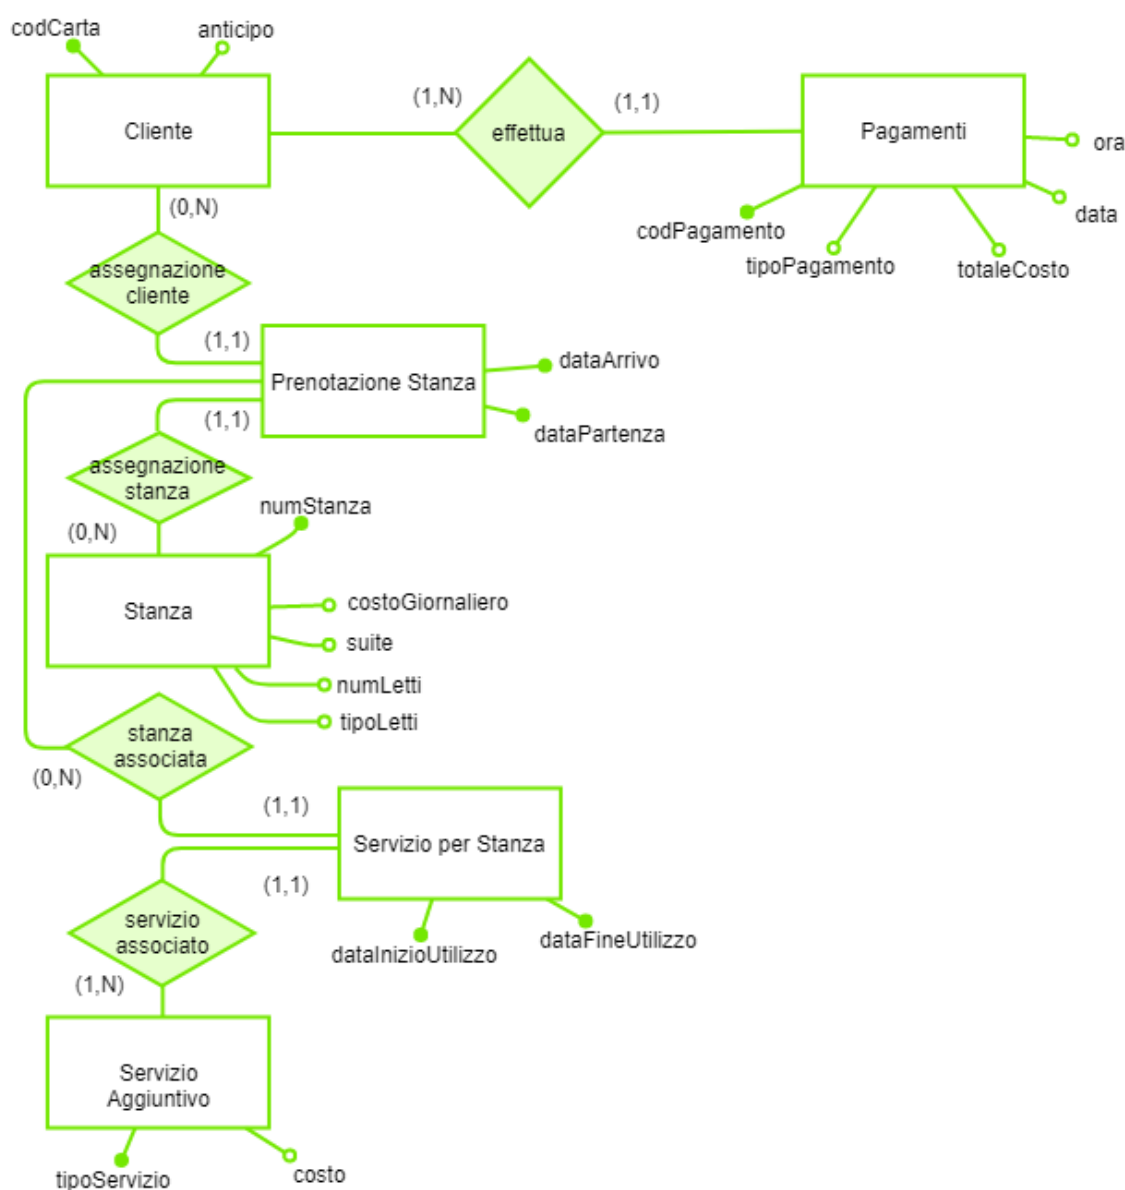 codCarta
anticipo
Cliente
(1,N)
effettua
(1,1)
Pagamenti
ora
data
codPagamento
tipoPagamento
totaleCosto
(0,N)
assegnazione
cliente
(1,1)
Prenotazione Stanza
dataArrivo
dataPartenza
(1,1)
assegnazione
stanza
(0,N)
numStanza
Stanza
costoGiornaliero
suite
numLetti
tipoLetti
stanza
associata
(0,N)
(1,1)
Servizio per Stanza
(1,1)
dataInizioUtilizzo
dataFineUtilizzo
servizio
associato
(1,N)
Servizio
Aggiuntivo
tipoServizio
costo